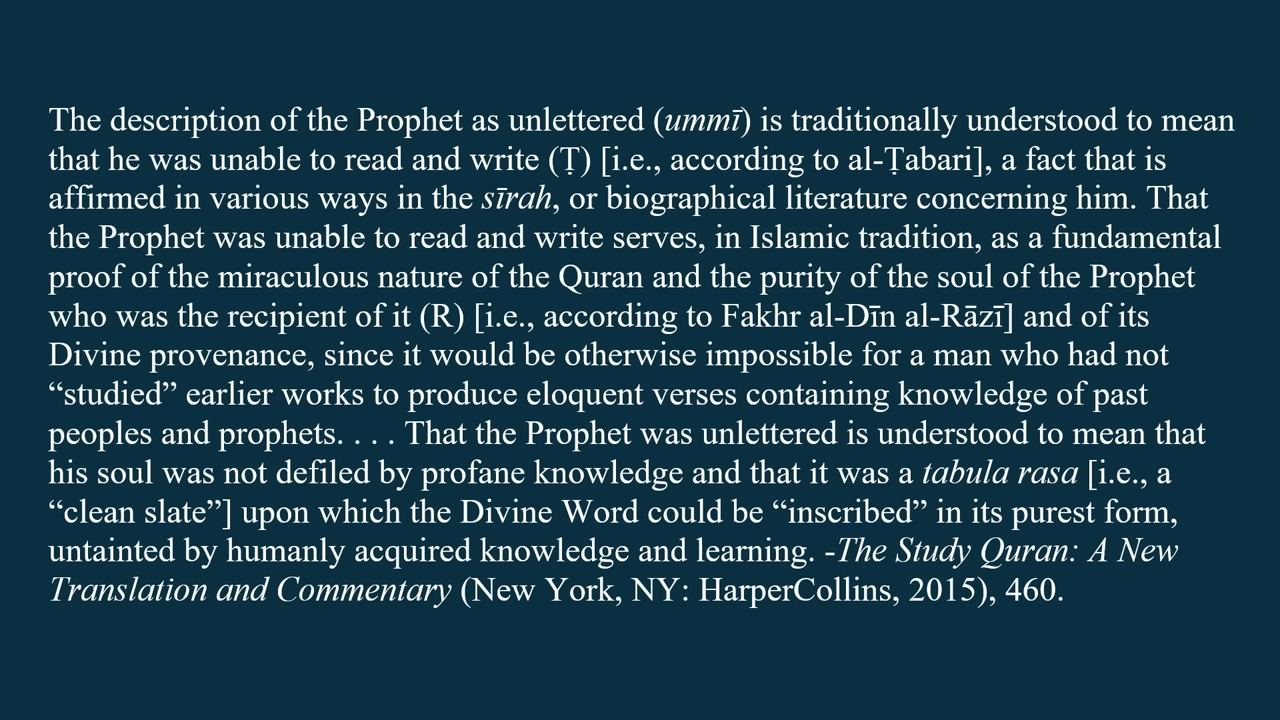 The description of the Prophet as unlettered (ummī) is traditionally understood to mean
that he was unable to read and write (Ṭ) [i.e., according to al-Ṭabari], a fact that is
affirmed in various ways in the sīrah, or biographical literature concerning him. That
the Prophet was unable to read and write serves, in Islamic tradition, as a fundamental
proof of the miraculous nature of the Quran and the purity of the soul of the Prophet
who was the recipient of it (R) [i.e., according to Fakhr al-Dīn al-Rāzī] and of its
Divine provenance, since it would be otherwise impossible for a man who had not
“studied” earlier works to produce eloquent verses containing knowledge of past
peoples and prophets. . . . That the Prophet was unlettered is understood to mean that
his soul was not defiled by profane knowledge and that it was a tabula rasa [i.e., a
“clean slate”] upon which the Divine Word could be “inscribed” in its purest form,
untainted by humanly acquired knowledge and learning. -The Study Quran: A New
Translation and Commentary (New York, NY: HarperCollins, 2015), 460.